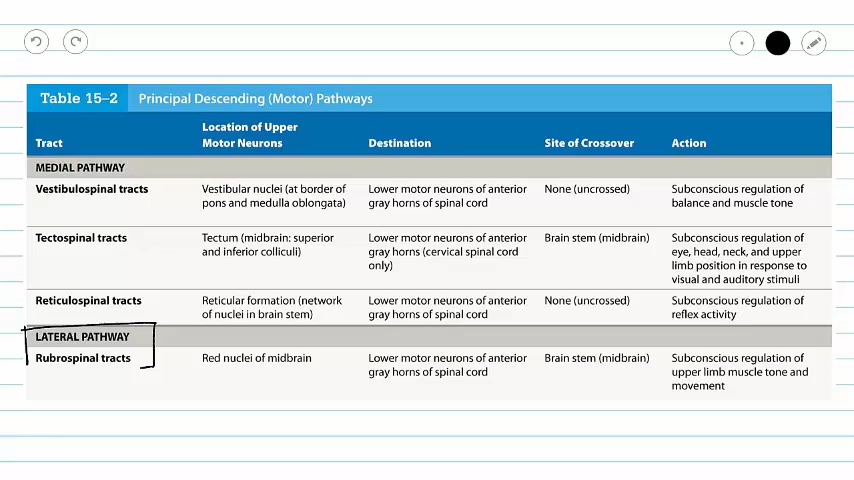 Table 15–2 Principal Descending (Motor) Pathways
Location of Upper
Tract Motor Neurons Destination Site of Crossover Action
MEDIAL PATHWAY
Vestibulospinal tracts Vestibular nuclei (at border of Lower motor neurons of anterior None (uncrossed) Subconscious regulation of
pons and medulla oblongata) gray horns of spinal cord balance and muscle tone
Tectospinal tracts Tectum (midbrain: superior Lower motor neurons of anterior Brain stem (midbrain) Subconscious regulation of
and inferior colliculi) gray horns (cervical spinal cord eye, head, neck, and upper
only) limb position in response to
visual and auditory stimuli
Reticulospinal tracts Reticular formation (network Lower motor neurons of anterior None (uncrossed) Subconscious regulation of
of nuclei in brain stem) gray horns of spinal cord reflex activity
LATERAL PATHWAY
Rubrospinal tracts Red nuclei of midbrain Lower motor neurons of anterior Brain stem (midbrain) Subconscious regulation of
gray horns of spinal cord upper limb muscle tone and
movement